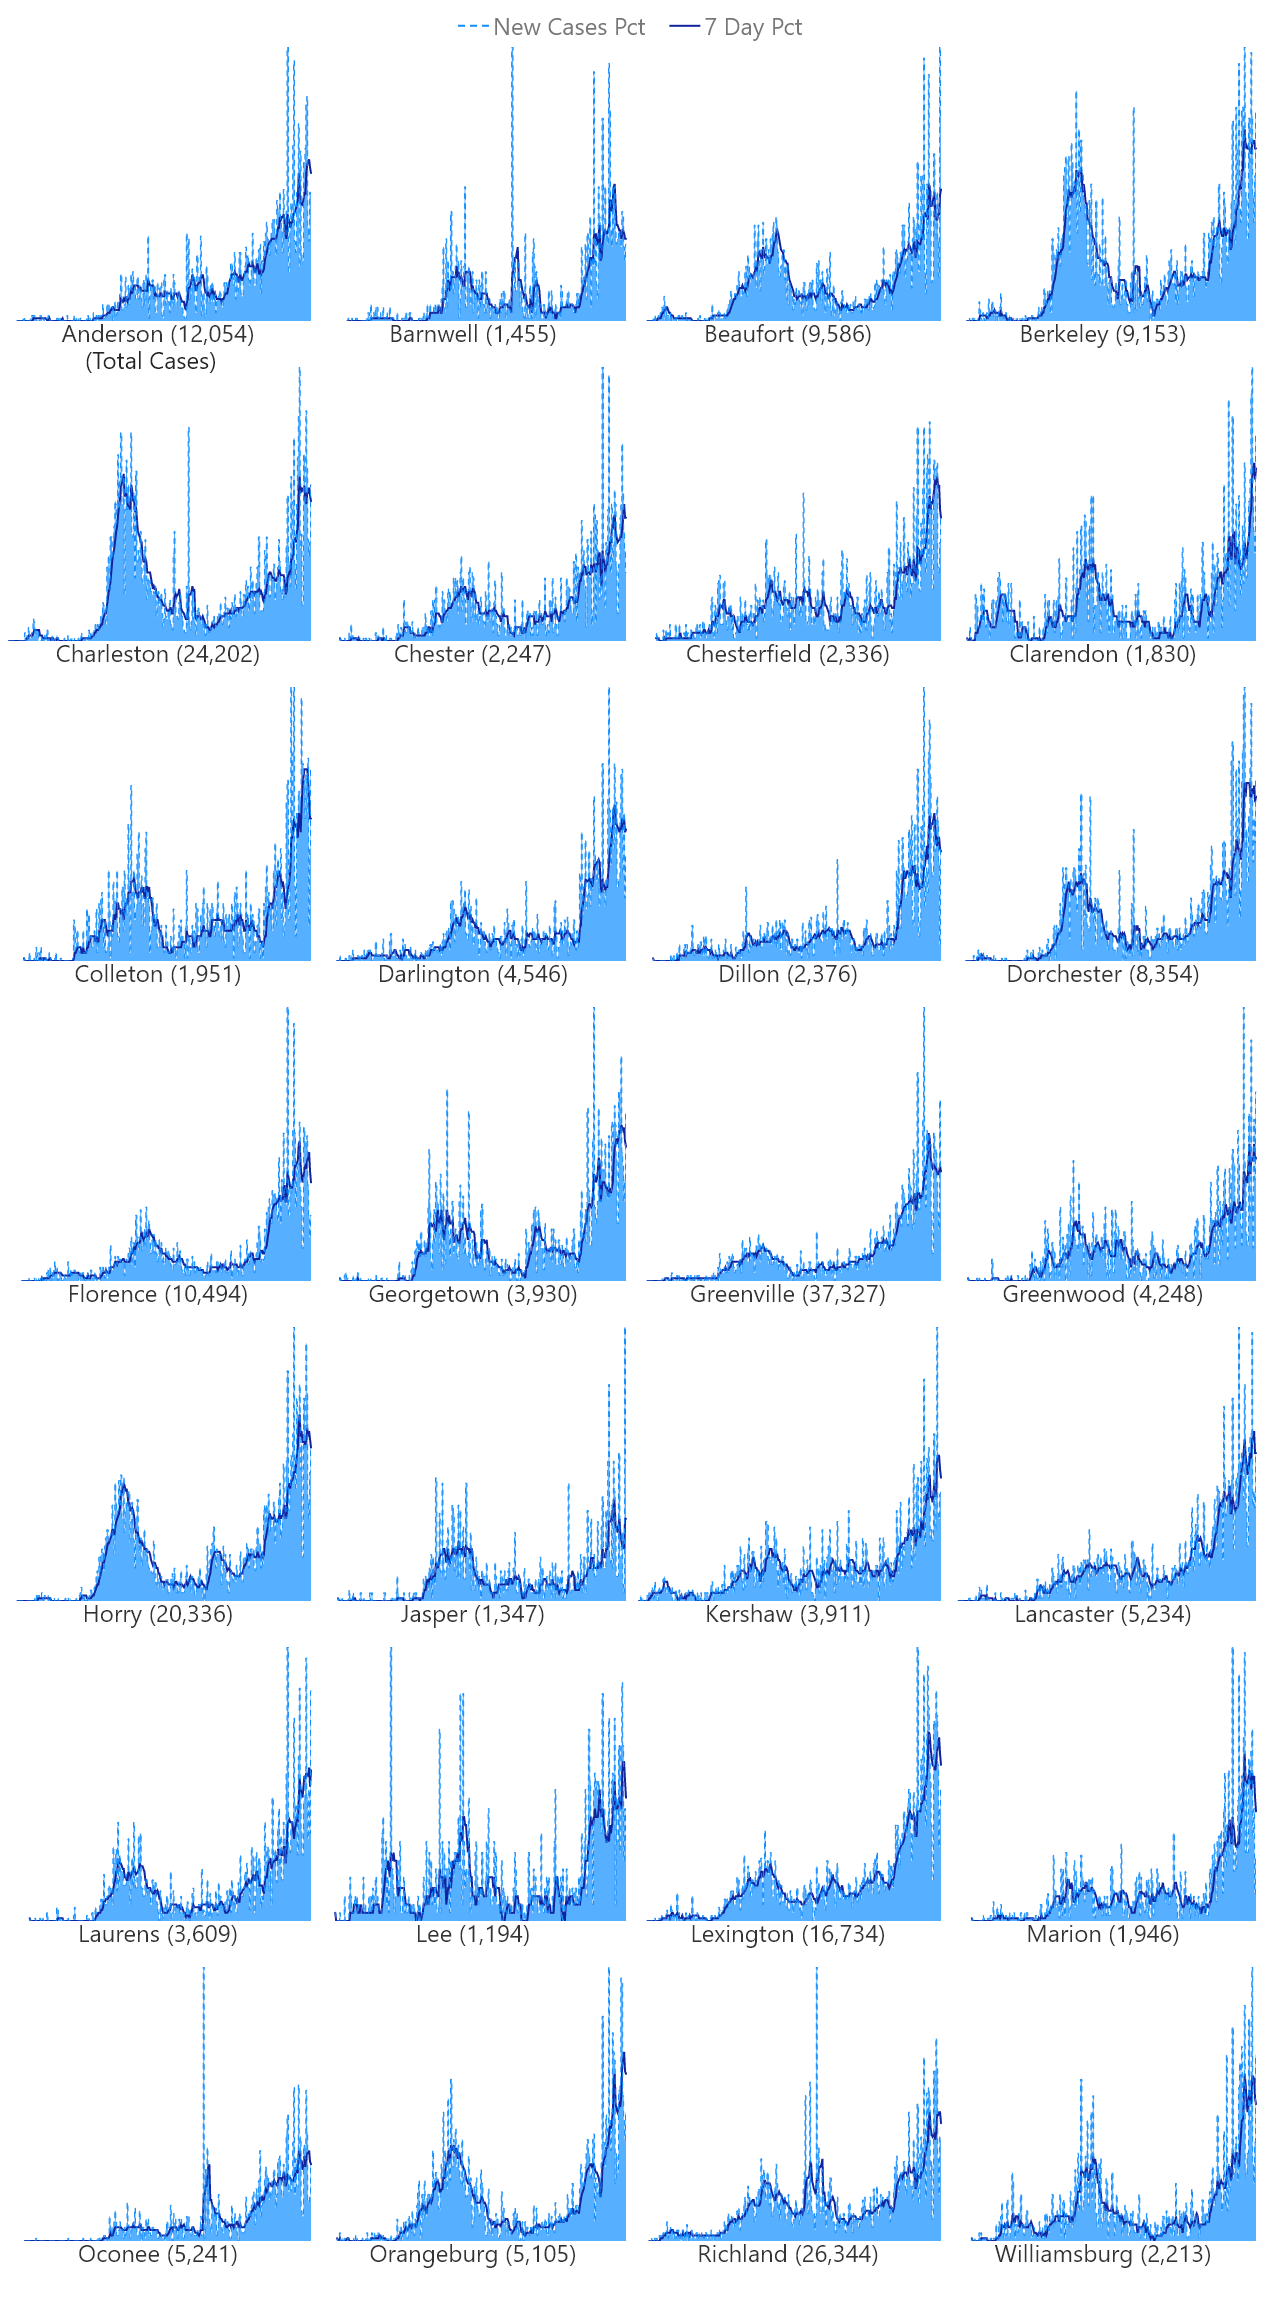 New Cases Pct 7 Day Pct
Anderson (12,054) Barnwell (1,455) Beaufort (9,586) Berkeley (9,153)
(Total Cases)
Charleston (24,202) Chester (2,247) Chesterfield (2,336) Clarendon (1,830)
Colleton (1,951) Darlington (4,546) Dillon (2,376) Dorchester (8,354)
Florence (10,494) Georgetown (3,930) Greenville (37,327) Greenwood (4,248)
Horry (20,336) Jasper (1,347) Kershaw (3,911) Lancaster (5,234)
Laurens (3,609) Lee (1,194) Lexington (16,734) Marion (1,946)
Oconee (5,241) Orangeburg (5,105) Richland (26,344) Williamsburg (2,213)